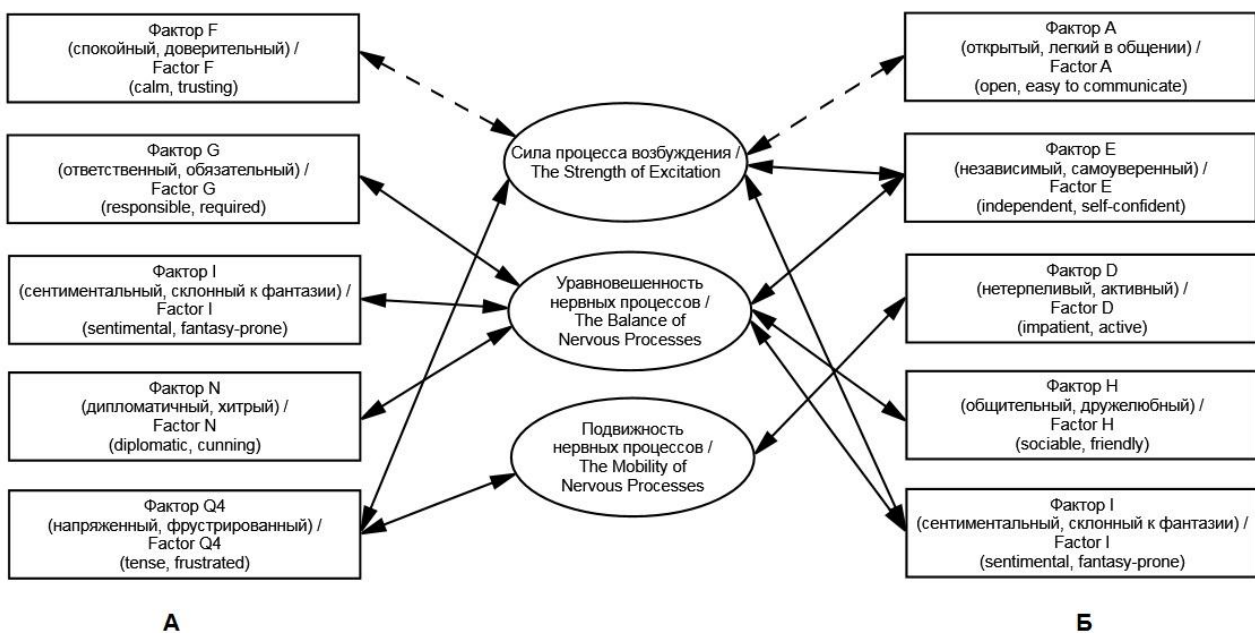 Фактор F
(спокойный, доверительный) /
Factor F
(calm, trusting)
Фактор G
(ответственный, обязательный) /
Factor G
(responsible, required)
Фактор I
(сентиментальный, склонный к фантазии) /
Factor I
(sentimental, fantasy-prone)
Фактор N
(дипломатичный, хитрый) /
Factor N
(diplomatic, cunning)
Фактор Q4
(напряженный, фрустрированный) /
Factor Q4
(tense, frustrated)
А
Сила процесса возбуждения /
The Strength of Excitation
Уравновешенность
нервных процессов /
The Balance of
Nervous Processes
Подвижность
нервных процессов /
The Mobility of
Nervous Processes
Фактор A
(открытый, легкий в общении) /
Factor A
(open, easy to communicate)
Фактор E
(независимый, самоуверенный) /
Factor E
(independent, self-confident)
Фактор D
(нетерпеливый, активный) /
Factor D
(impatient, active)
Фактор H
(общительный, дружелюбный) /
Factor H
(sociable, friendly)
Фактор I
(сентиментальный, склонный к фантазии) /
Factor I
(sentimental, fantasy-prone)
Б